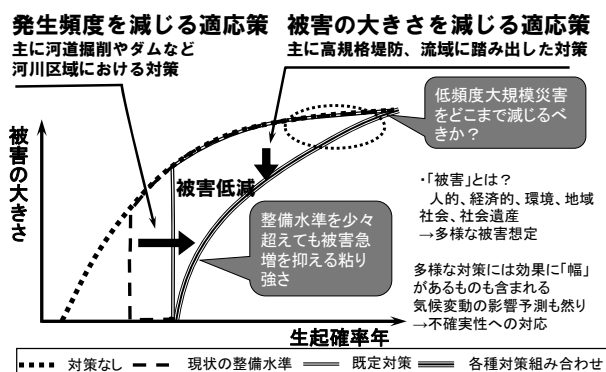 発生頻度を減じる適応策
主に河道掘削やダムなど
河川区域における対策
被害の大きさを減じる適応策
主に高規格堤防、流域に踏み出した対策
低頻度大規模災害
をどこまで減じるべ
きか？
被害の大きさ
被害低減
整備水準を少々
超えても被害急
増を抑える粘り
強さ
・「被害」とは？
人的、経済的、環境、地域
社会、社会遺産
→多様な被害想定
多様な対策には効果に「幅」
があるものも含まれる
気候変動の影響予測も然り
→不確実性への対応
生起確率年
対策なし 現状の整備水準 既定対策 各種対策組み合わせ